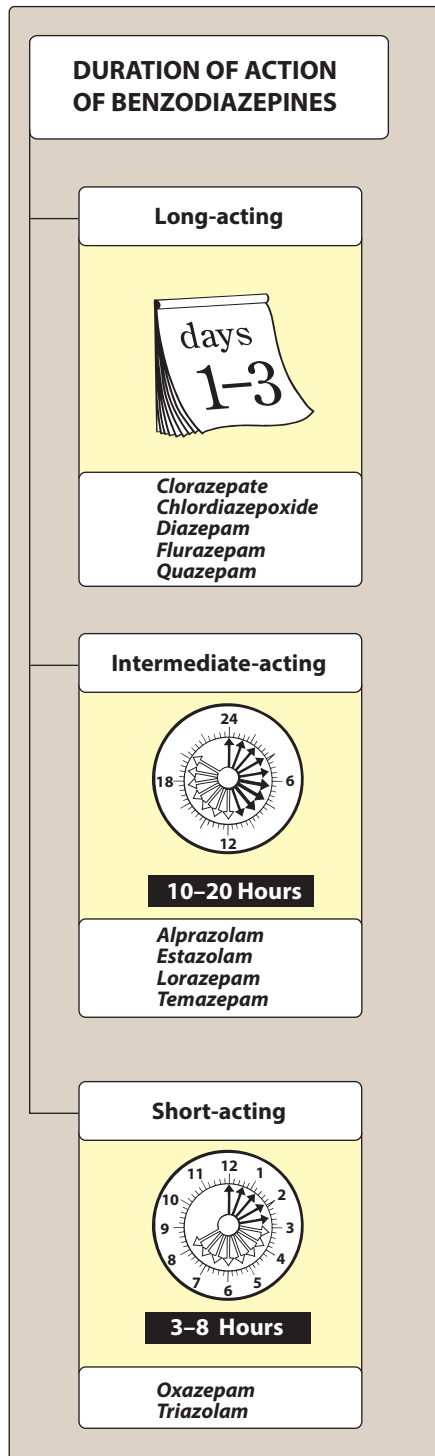 DURATION OF ACTION
OF BENZODIAZEPINES
Long-acting
days
1–3
Clorazepate
Chlordiazepoxide
Diazepam
Flurazepam
Quazepam
Intermediate-acting
24
18
6
12
10–20 Hours
Alprazolam
Estazolam
Lorazepam
Temazepam
Short-acting
12
11
1
10
2
9
3
8
4
7
5
6
3–8 Hours
Oxazepam
Triazolam